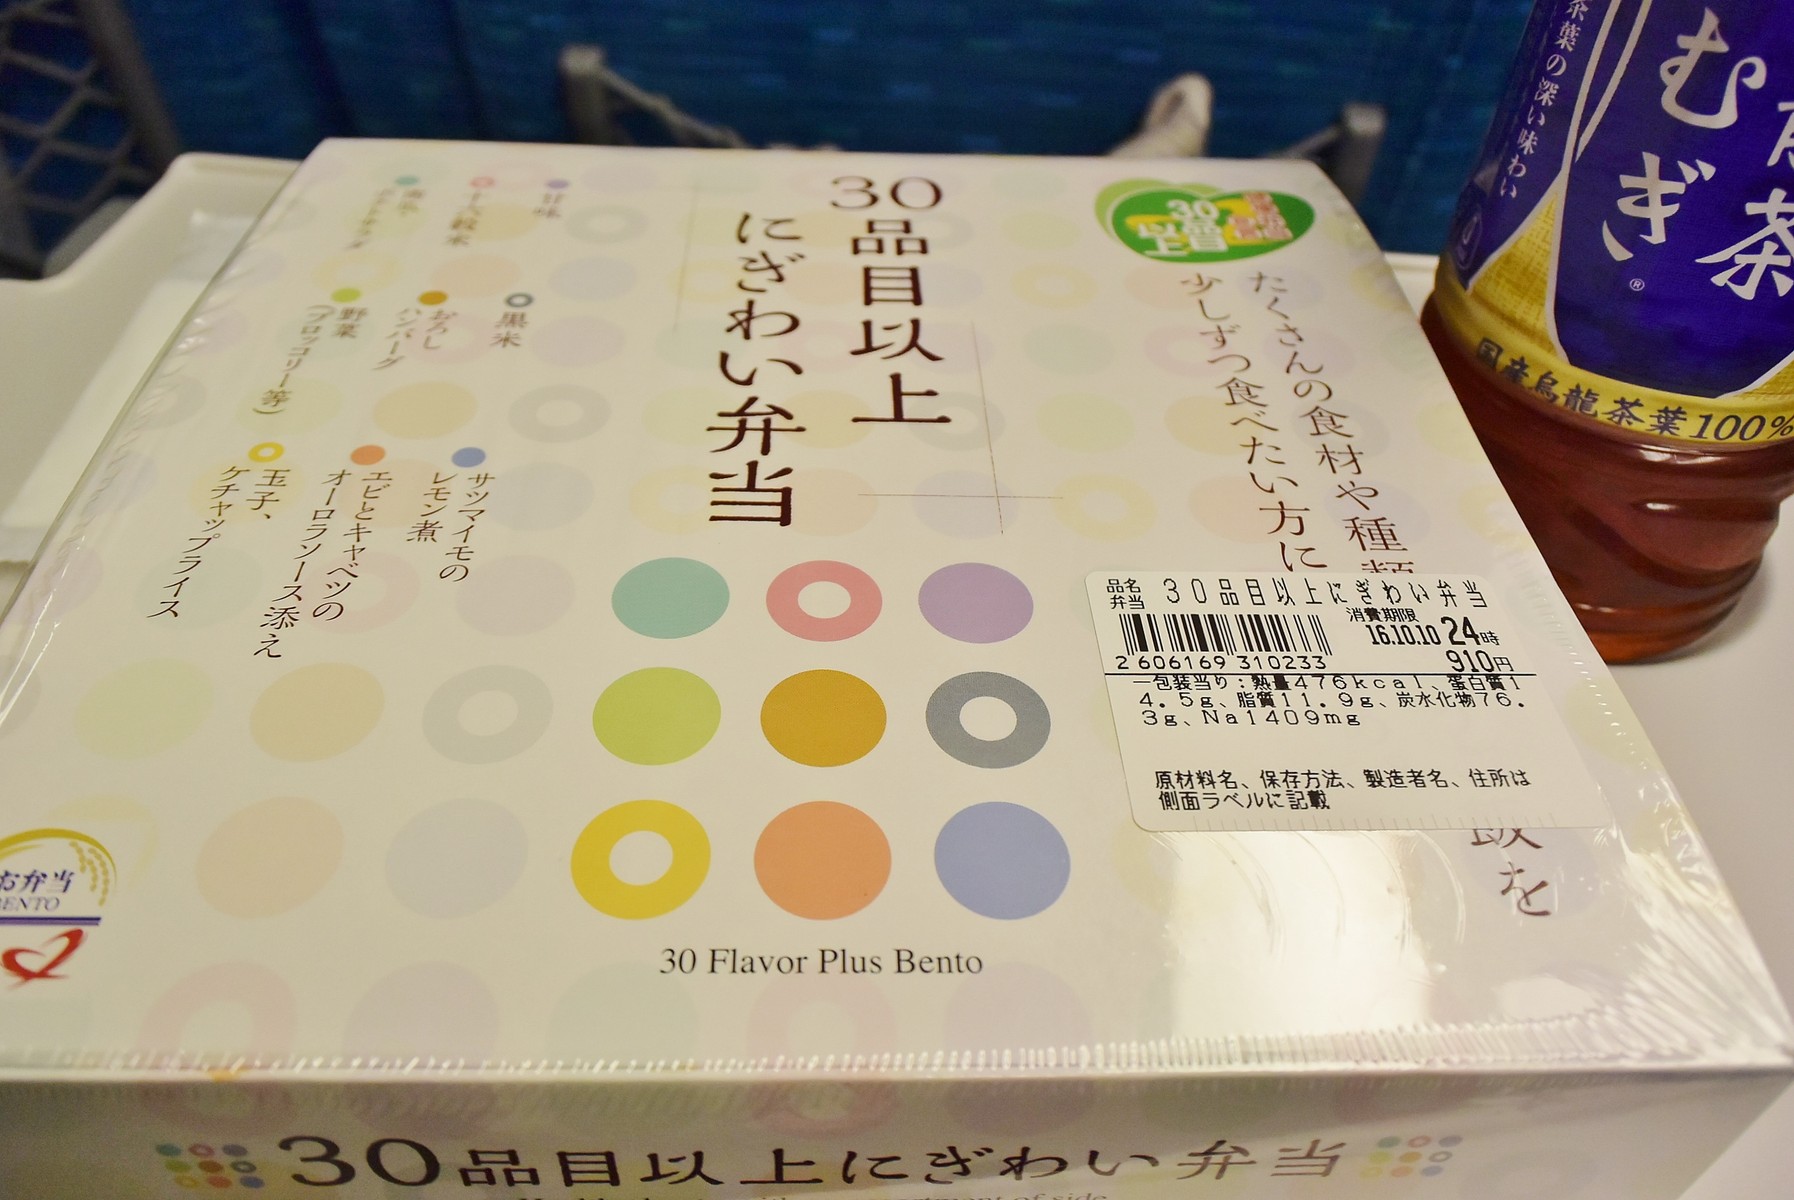 30品目以上
にぎわい弁当
30品目
以上
たくさんの食材や種類
少しずつ食べたい方に
飯を
甘味
十六穀米
黒米
おろし
ハンバーグ
野菜
(ブロッコリー等)
サツマイモの
レモン煮
エビとキャベツの
オーロラソース添え
玉子、
ケチャップライス
品名
弁当
30品目以上にぎわい弁当
消費期限
16.10.10 24時
2 606169 310233
910円
一包装当り:熱量476kcal、蛋白質1
4.5g、脂質11.9g、炭水化物76.
3g、Na1409mg
原材料名、保存方法、製造者名、住所は
側面ラベルに記載
30 Flavor Plus Bento
お弁当
BENTO
30品目以上にぎわい弁当
茶葉の深い味わい
むぎ
茶
®
国産烏龍茶葉100%